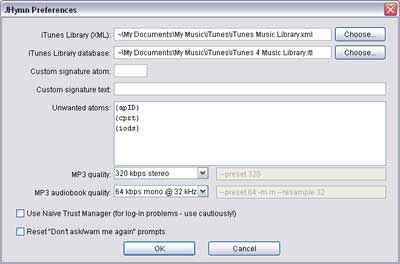 JHymn Preferences
iTunes Library (XML): ~\My Documents\My Music\iTunes\iTunes Music Library.xml Choose...
iTunes Library database: ~\My Documents\My Music\iTunes\iTunes 4 Music Library.itl Choose...
Custom signature atom:
Custom signature text:
Unwanted atoms: (apID)
(cprt)
(iods)
MP3 quality: 320 kbps stereo --preset 320
MP3 audiobook quality: 64 kbps mono @ 32 kHz --preset 64 -m m --resample 32
Use Naive Trust Manager (for log-in problems - use cautiously!)
Reset "Don't ask/warn me again" prompts
OK Cancel